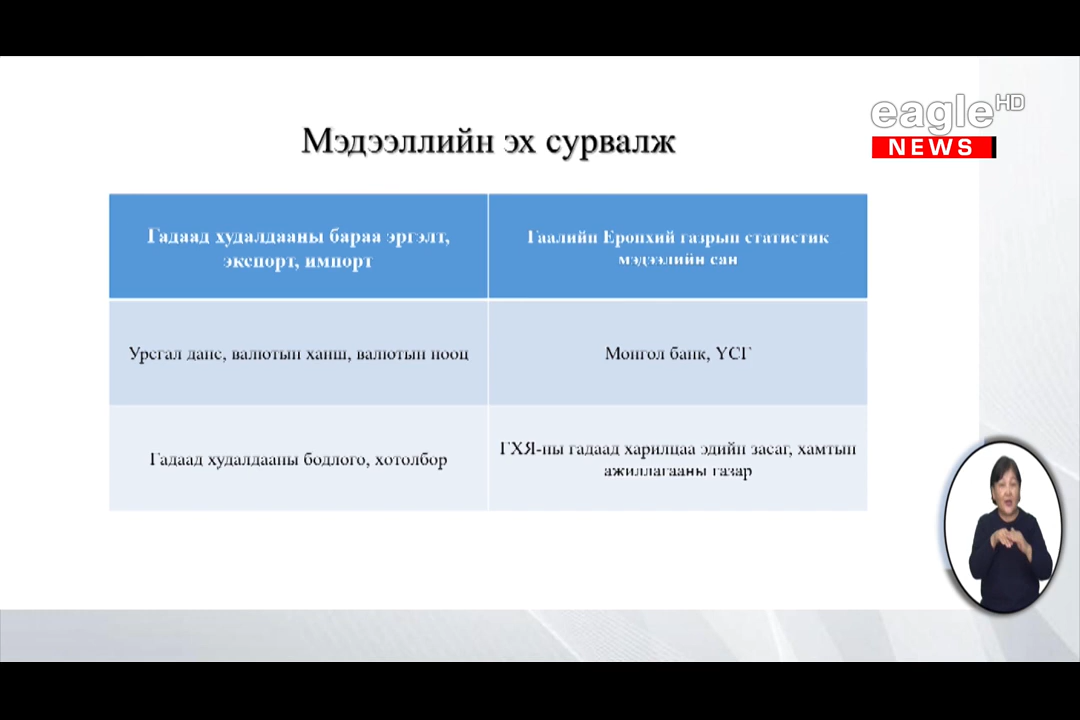 eagle HD
NEWS
Мэдээллийн эх сурвалж
Гадаад худалдааны бараа эргэлт,
экспорт, импорт
Гаалийн Ерөнхий газрын статистик
мэдээлийн сан
Урсгал данс, валютын ханш, валютын нөөц
Монгол банк, ҮСГ
Гадаад худалдааны бодлого, хөтөлбөр
ГХЯ-ны гадаад харилцаа эдийн засаг, хамтын
ажиллагааны газар